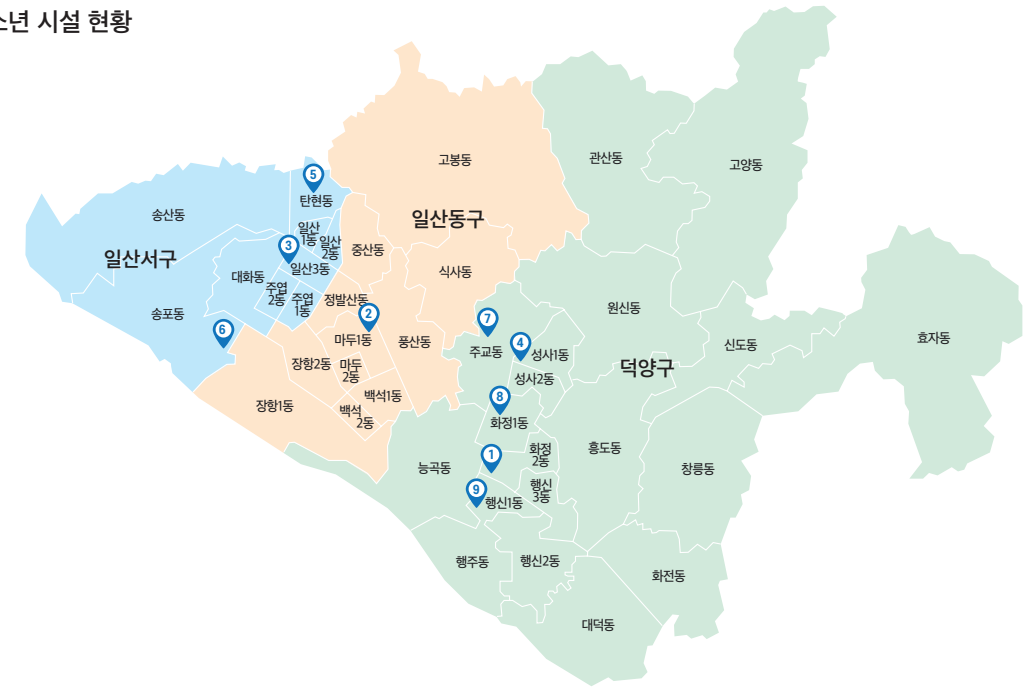 소년 시설 현황
고봉동
관산동
고양동
5
탄현동
송산동
일산동구
일산
1동
일산
2동
3
중산동
일산서구
일산3동
식사동
대화동
주엽
2동
주엽
1동
정발산동
원신동
송포동
2
7
6
마두1동
풍산동
주교동
4
성사1동
신도동
효자동
장항2동
마두
2동
덕양구
성사2동
백석1동
8
장항1동
백석
2동
화정1동
화정
2동
흥도동
1
능곡동
창릉동
행신
3동
9
행신1동
행주동
행신2동
화전동
대덕동